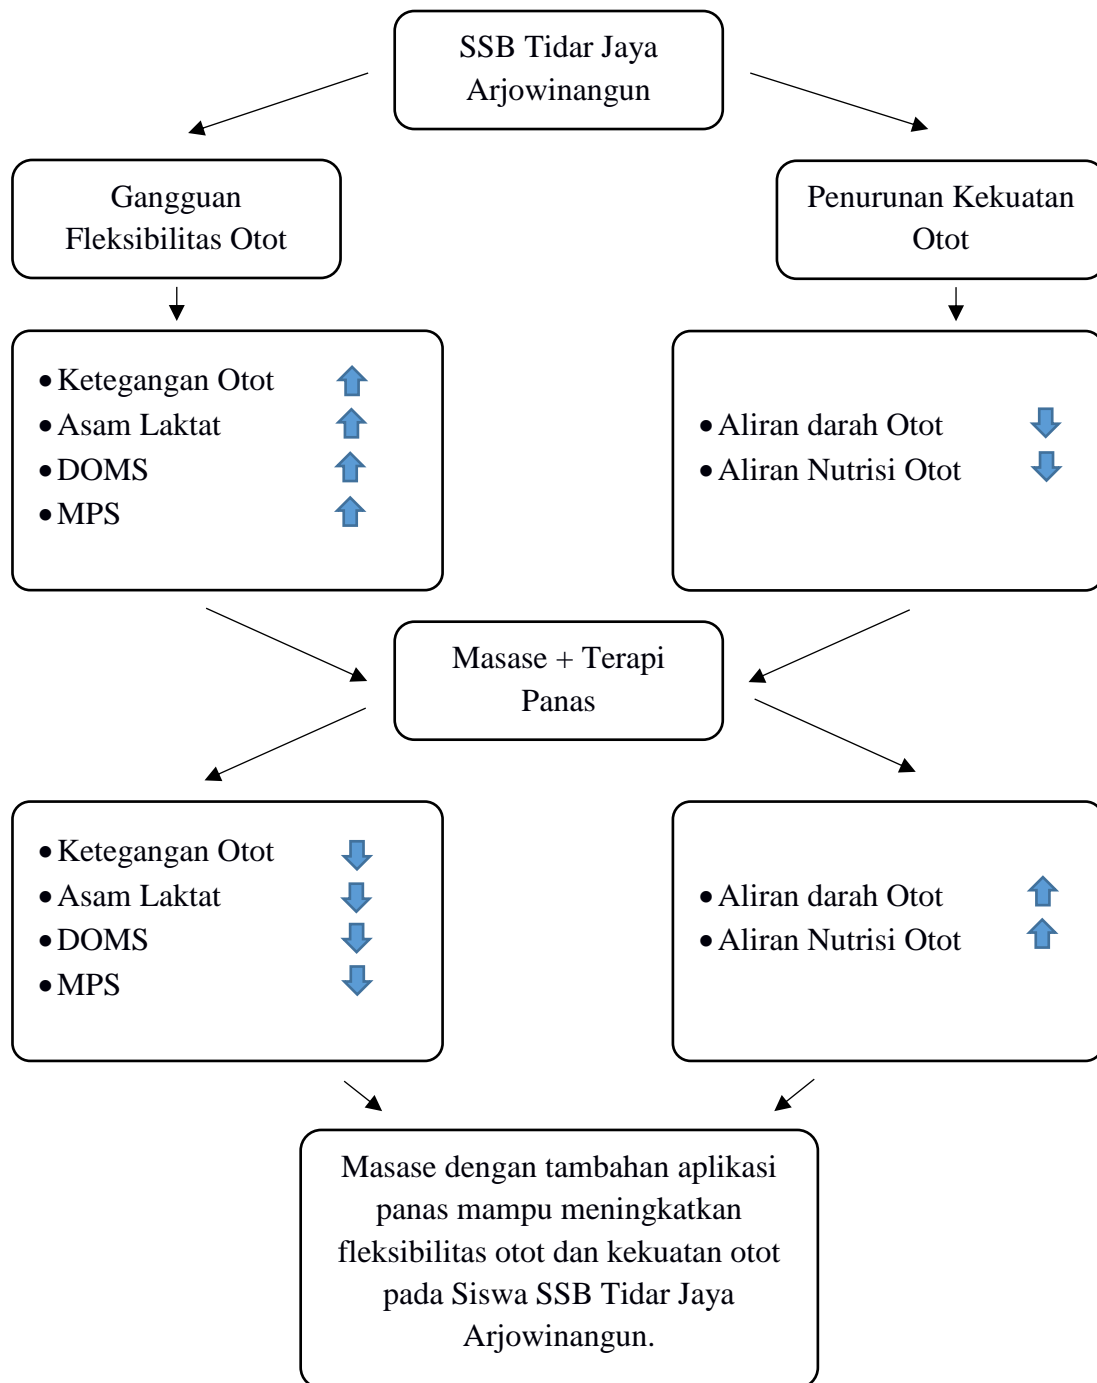 SSB Tidar Jaya
Arjowinangun
Gangguan
Fleksibilitas Otot
Penurunan Kekuatan
Otot
• Ketegangan Otot
• Asam Laktat
• DOMS
• MPS
• Aliran darah Otot
• Aliran Nutrisi Otot
Masase + Terapi
Panas
• Ketegangan Otot
• Asam Laktat
• DOMS
• MPS
• Aliran darah Otot
• Aliran Nutrisi Otot
Masase dengan tambahan aplikasi
panas mampu meningkatkan
fleksibilitas otot dan kekuatan otot
pada Siswa SSB Tidar Jaya
Arjowinangun.